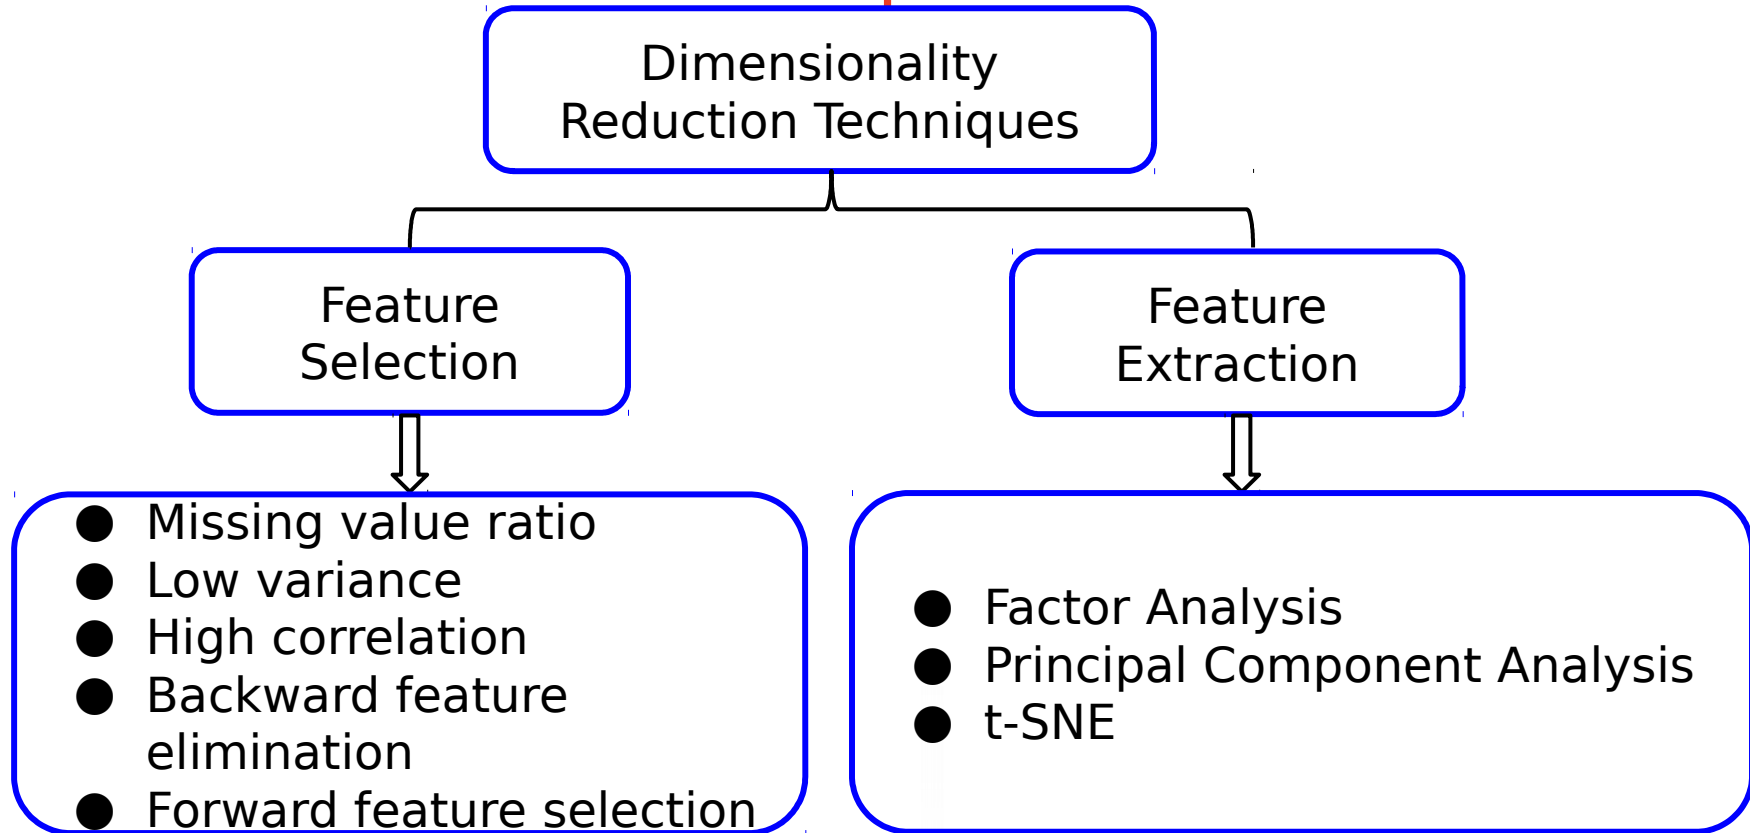 Dimensionality
Reduction Techniques
Feature
Selection
Feature
Extraction
● Missing value ratio
● Low variance
● High correlation
● Backward feature
elimination
● Forward feature selection
● Factor Analysis
● Principal Component Analysis
● t-SNE